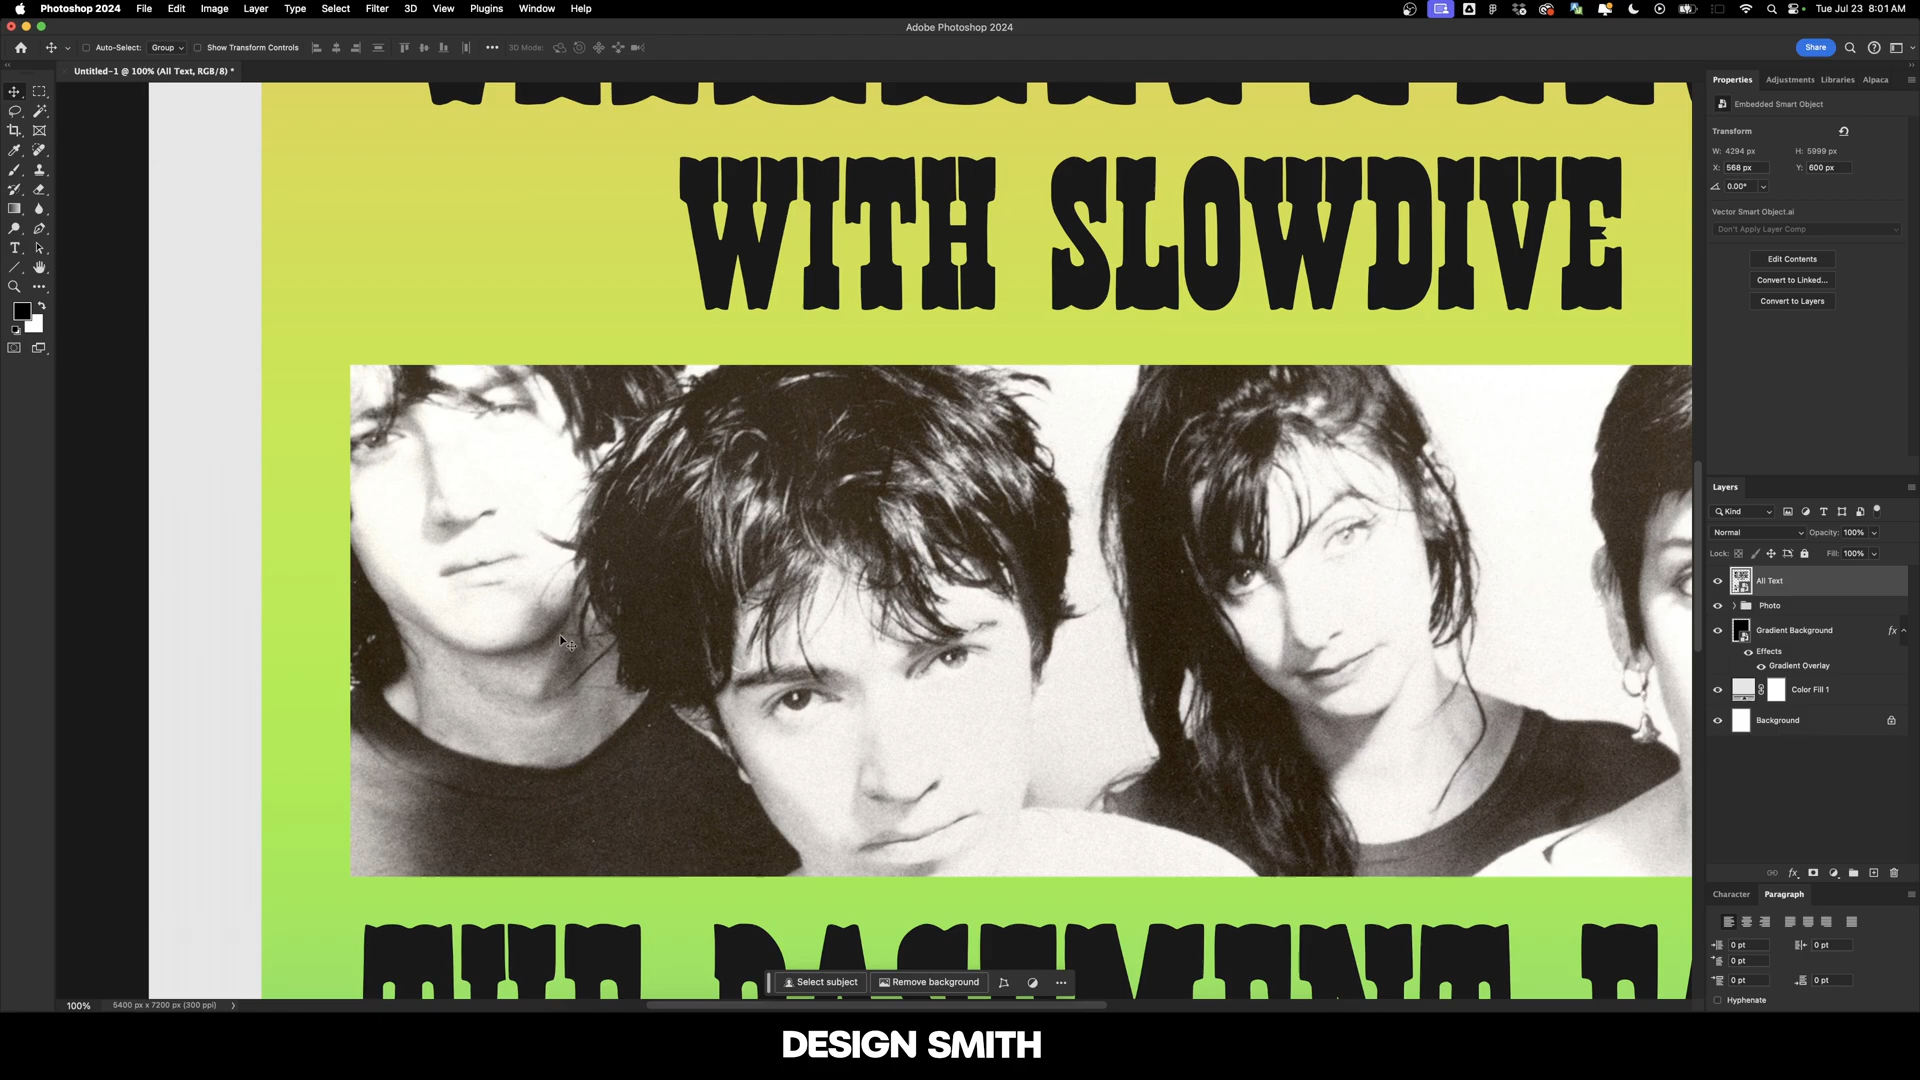 Photoshop 2024 File Edit Image Layer Type Select Filter 3D View Plugins Window Help Tue Jul 23 8:01 AM
Adobe Photoshop 2024
Auto-Select: Group Show Transform Controls 3D Mode: Share
Untitled-1 @ 100% (All Text, RGB/8) *
Properties Adjustments Libraries Alpaca
Embedded Smart Object
Transform
W: 4294 px H: 5999 px
X: 568 px Y: 600 px
0.00°
Vector Smart Object.ai
Don't Apply Layer Comp
Edit Contents
Convert to Linked...
Convert to Layers
WITH SLOWDIVE
Layers
Kind
Normal Opacity: 100%
Lock: Fill: 100%
All Text
Photo
Gradient Background fx
Effects
Gradient Overlay
Color Fill 1
Background
Character Paragraph
0 pt 0 pt
0 pt
0 pt 0 pt
Hyphenate
Select subject Remove background
100% 5400 px x 7200 px (300 ppi)
DESIGN SMITH